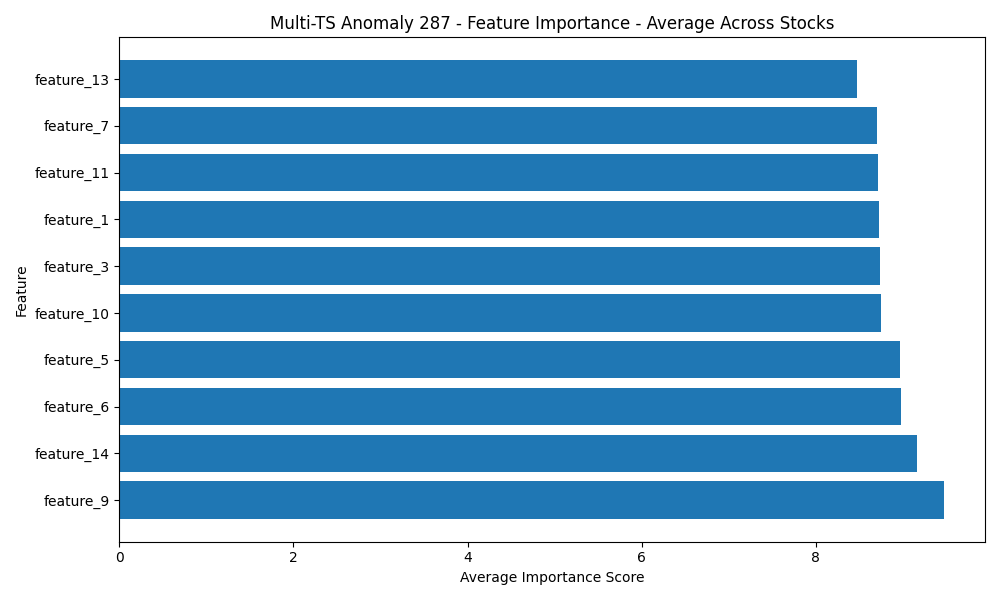 Multi-TS Anomaly 287 - Feature Importance - Average Across Stocks
Feature
feature_13
feature_7
feature_11
feature_1
feature_3
feature_10
feature_5
feature_6
feature_14
feature_9
0 2 4 6 8
Average Importance Score